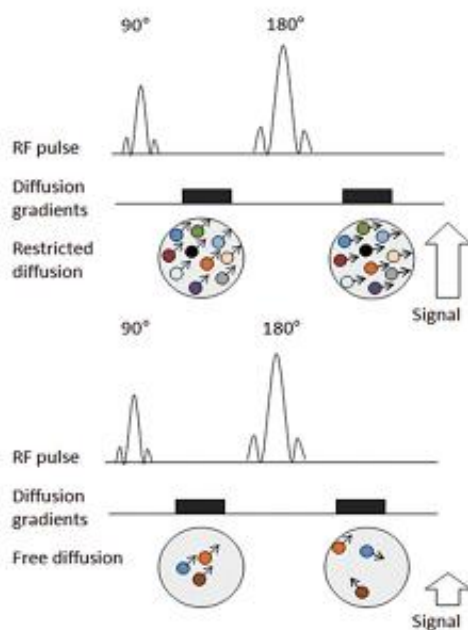 90° 180°
RF pulse
Diffusion
gradients
Restricted
diffusion
Signal
90° 180°
RF pulse
Diffusion
gradients
Free diffusion
Signal